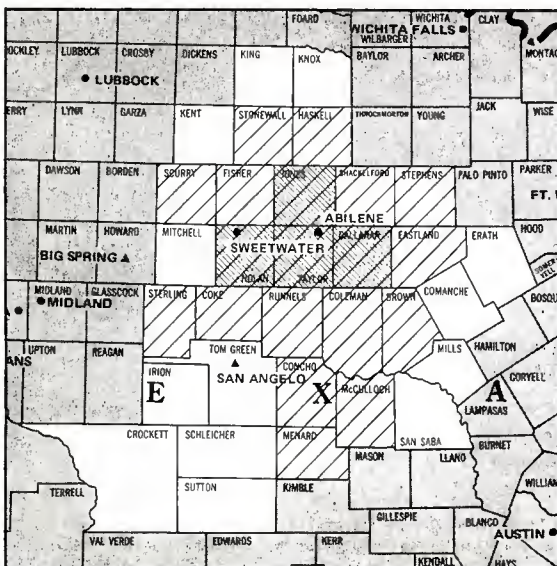 FOARD
WICHITA
CLAY
WICHITA FALLS
WILBARGER
MONTAG
OCKLEY
LUBBOCK
CROSBY
DICKENS
KING
KNOX
BAYLOR
ARCHER
LUBBOCK
JACK
WISE
ERRY
LYNN
GARZA
KENT
STONEWALL
HASKELL
THROCKMORTON
YOUNG
PARKER
DAWSON
BORDEN
SCURRY
FISHER
JONES
SHACKELFORD
STEPHENS
PALO PINTO
FT. W
ABILENE
MARTIN
HOWARD
MITCHELL
SWEETWATER
CALLAHAN
EASTLAND
ERATH
HOOD
BIG SPRING
SOMER
VELL
NOLAN
TAYLOR
MIDLAND
GLASSCOCK
STERLING
COKE
RUNNELS
COLEMAN
BROWN
COMANCHE
BOSQU
MIDLAND
UPTON
REAGAN
TOM GREEN
CONCHO
MILLS
HAMILTON
ANS
IRION
SAN ANGELO
McCULLOCH
CORYELL
E X A
LAMPASAS
CROCKETT
SCHLEICHER
MENARD
SAN SABA
BURNET
MASON
LLANO
TERRELL
SUTTON
KIMBLE
WILLIAM
GILLESPIE
BLANCO
AUSTIN
VAL VERDE
EDWARDS
KERR
KENDALL
HAYS